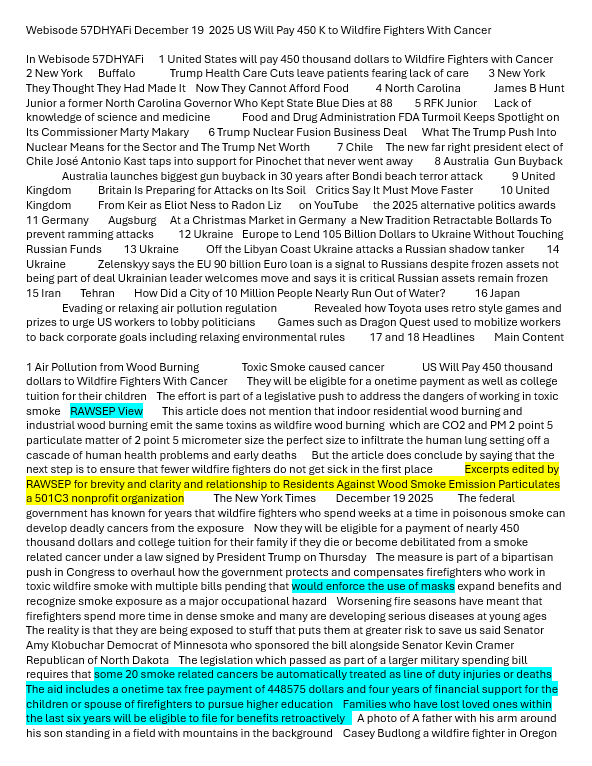 Webisode 57DHYAFi December 19  2025 US Will Pay 450 K to Wildfire Fighters With Cancer
In Webisode 57DHYAFi     1 United States will pay 450 thousand dollars to Wildfire Fighters with Cancer
2 New York     Buffalo     Trump Health Care Cuts leave patients fearing lack of care     3 New York
They Thought They Had Made It   Now They Cannot Afford Food     4 North Carolina     James B Hunt
Junior a former North Carolina Governor Who Kept State Blue Dies at 88     5 RFK Junior     Lack of
knowledge of science and medicine     Food and Drug Administration FDA Turmoil Keeps Spotlight on
Its Commissioner Marty Makary     6 Trump Nuclear Fusion Business Deal     What The Trump Push Into
Nuclear Means for the Sector and The Trump Net Worth     7 Chile     The new far right president elect of
Chile José Antonio Kast taps into support for Pinochet that never went away     8 Australia  Gun Buyback
Australia launches biggest gun buyback in 30 years after Bondi beach terror attack     9 United
Kingdom     Britain Is Preparing for Attacks on Its Soil   Critics Say It Must Move Faster     10 United
Kingdom     From Keir as Eliot Ness to Radon Liz     on YouTube     the 2025 alternative politics awards
11 Germany     Augsburg     At a Christmas Market in Germany  a New Tradition Retractable Bollards To
prevent ramming attacks     12 Ukraine   Europe to Lend 105 Billion Dollars to Ukraine Without Touching
Russian Funds     13 Ukraine     Off the Libyan Coast Ukraine attacks a Russian shadow tanker     14
Ukraine     Zelenskyy says the EU 90 billion Euro loan is a signal to Russians despite frozen assets not
being part of deal Ukrainian leader welcomes move and says it is critical Russian assets remain frozen
15 Iran     Tehran     How Did a City of 10 Million People Nearly Run Out of Water?     16 Japan
Evading or relaxing air pollution regulation     Revealed how Toyota uses retro style games and
prizes to urge US workers to lobby politicians     Games such as Dragon Quest used to mobilize workers
to back corporate goals including relaxing environmental rules     17 and 18 Headlines     Main Content
1 Air Pollution from Wood Burning     Toxic Smoke caused cancer     US Will Pay 450 thousand
dollars to Wildfire Fighters With Cancer     They will be eligible for a onetime payment as well as college
tuition for their children   The effort is part of a legislative push to address the dangers of working in toxic
smoke   RAWSEP View     This article does not mention that indoor residential wood burning and
industrial wood burning emit the same toxins as wildfire wood burning  which are CO2 and PM 2 point 5
particulate matter of 2 point 5 micrometer size the perfect size to infiltrate the human lung setting off a
cascade of human health problems and early deaths     But the article does conclude by saying that the
next step is to ensure that fewer wildfire fighters do not get sick in the first place     Excerpts edited by
RAWSEP for brevity and clarity and relationship to Residents Against Wood Smoke Emission Particulates
a 501C3 nonprofit organization     The New York Times     December 19 2025     The federal
government has known for years that wildfire fighters who spend weeks at a time in poisonous smoke can
develop deadly cancers from the exposure   Now they will be eligible for a payment of nearly 450
thousand dollars and college tuition for their family if they die or become debilitated from a smoke
related cancer under a law signed by President Trump on Thursday   The measure is part of a bipartisan
push in Congress to overhaul how the government protects and compensates firefighters who work in
toxic wildfire smoke with multiple bills pending that would enforce the use of masks expand benefits and
recognize smoke exposure as a major occupational hazard   Worsening fire seasons have meant that
firefighters spend more time in dense smoke and many are developing serious diseases at young ages
The reality is that they are being exposed to stuff that puts them at greater risk to save us said Senator
Amy Klobuchar Democrat of Minnesota who sponsored the bill alongside Senator Kevin Cramer
Republican of North Dakota   The legislation which passed as part of a larger military spending bill
requires that some 20 smoke related cancers be automatically treated as line of duty injuries or deaths
The aid includes a onetime tax free payment of 448575 dollars and four years of financial support for the
children or spouse of firefighters to pursue higher education   Families who have lost loved ones within
the last six years will be eligible to file for benefits retroactively   A photo of A father with his arm around
his son standing in a field with mountains in the background   Casey Budlong a wildfire fighter in Oregon